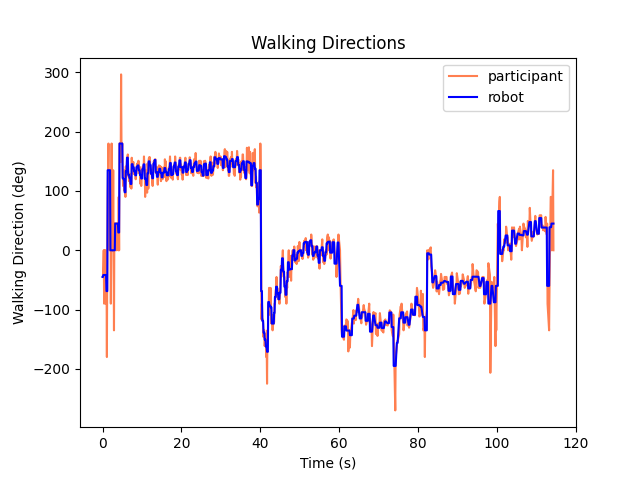 Walking Directions
participant
robot
Walking Direction (deg)
300
200
100
0
−100
−200
0 20 40 60 80 100 120
Time (s)